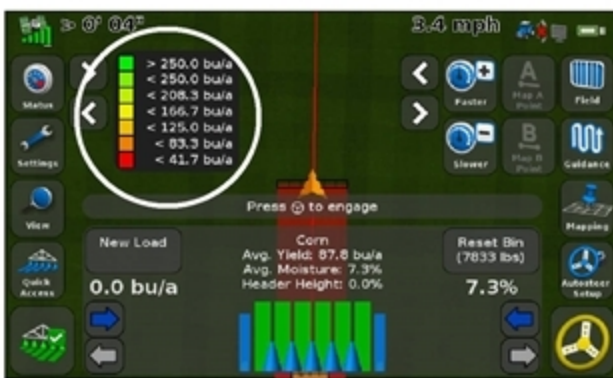 > 0' 04"
3.4 mph
> 250.0 bu/a
< 250.0 bu/a
< 208.3 bu/a
< 166.7 bu/a
< 125.0 bu/a
< 83.3 bu/a
< 41.7 bu/a
Status
Settings
View
Quick
Access
Faster
Slower
A
Map A
Point
B
Map B
Point
Field
Guidance
Mapping
Autosteer
Setup
Press to engage
New Load
0.0 bu/a
Corn
Avg. Yield: 87.8 bu/a
Avg. Moisture: 7.3%
Header Height: 0.0%
Reset Bin
(7833 lbs)
7.3%